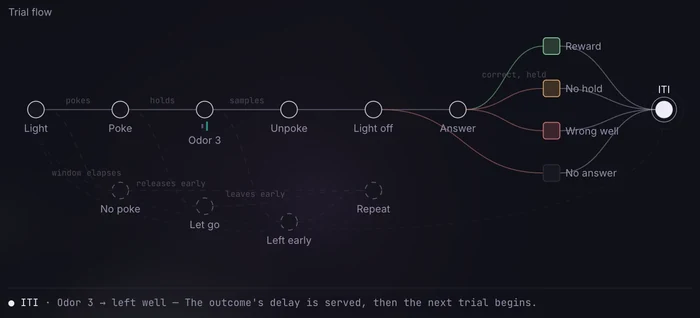 Trial flow
Reward
correct, held
No hold
ITI
pokes
holds
samples
Light
Poke
Odor 3
Unpoke
Light off
Answer
Wrong well
No answer
window elapses
releases early
leaves early
No poke
Let go
Left early
Repeat
● ITI · Odor 3 → left well — The outcome's delay is served, then the next trial begins.